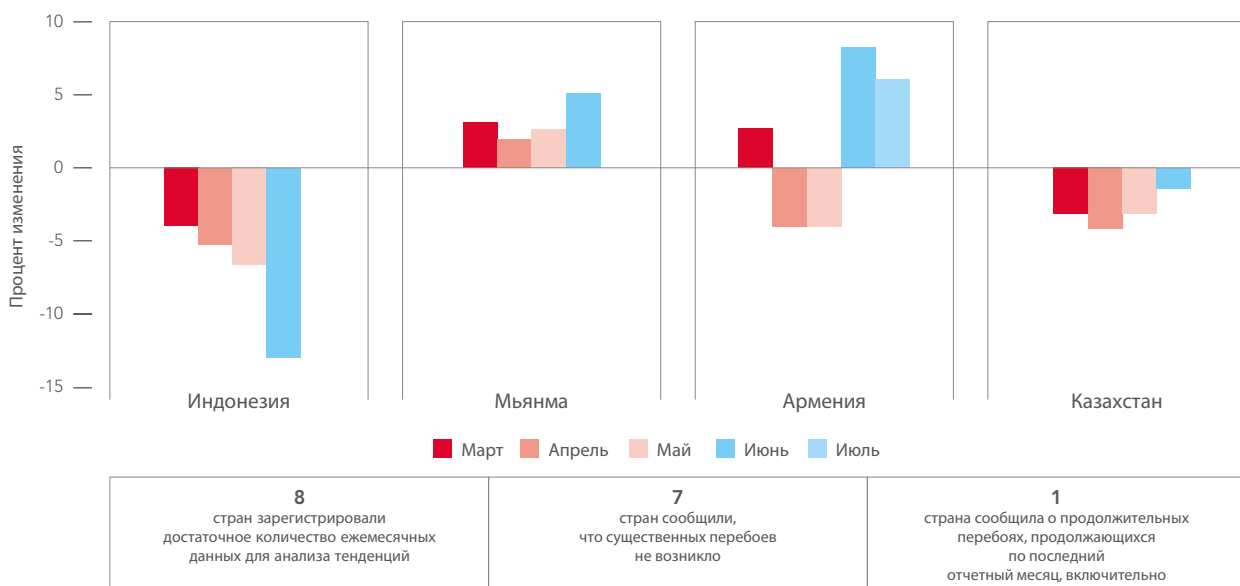 10
5
0
-5
-10
-15
Процент изменения
Индонезия
Мьянма
Армения
Казахстан
Март
Апрель
Май
Июнь
Июль
8
стран зарегистрировали
достаточное количество ежемесячных
данных для анализа тенденций
7
стран сообщили,
что существенных перебоев
не возникло
1
страна сообщила о продолжительных
перебоях, продолжающихся
по последний
отчетный месяц, включительно